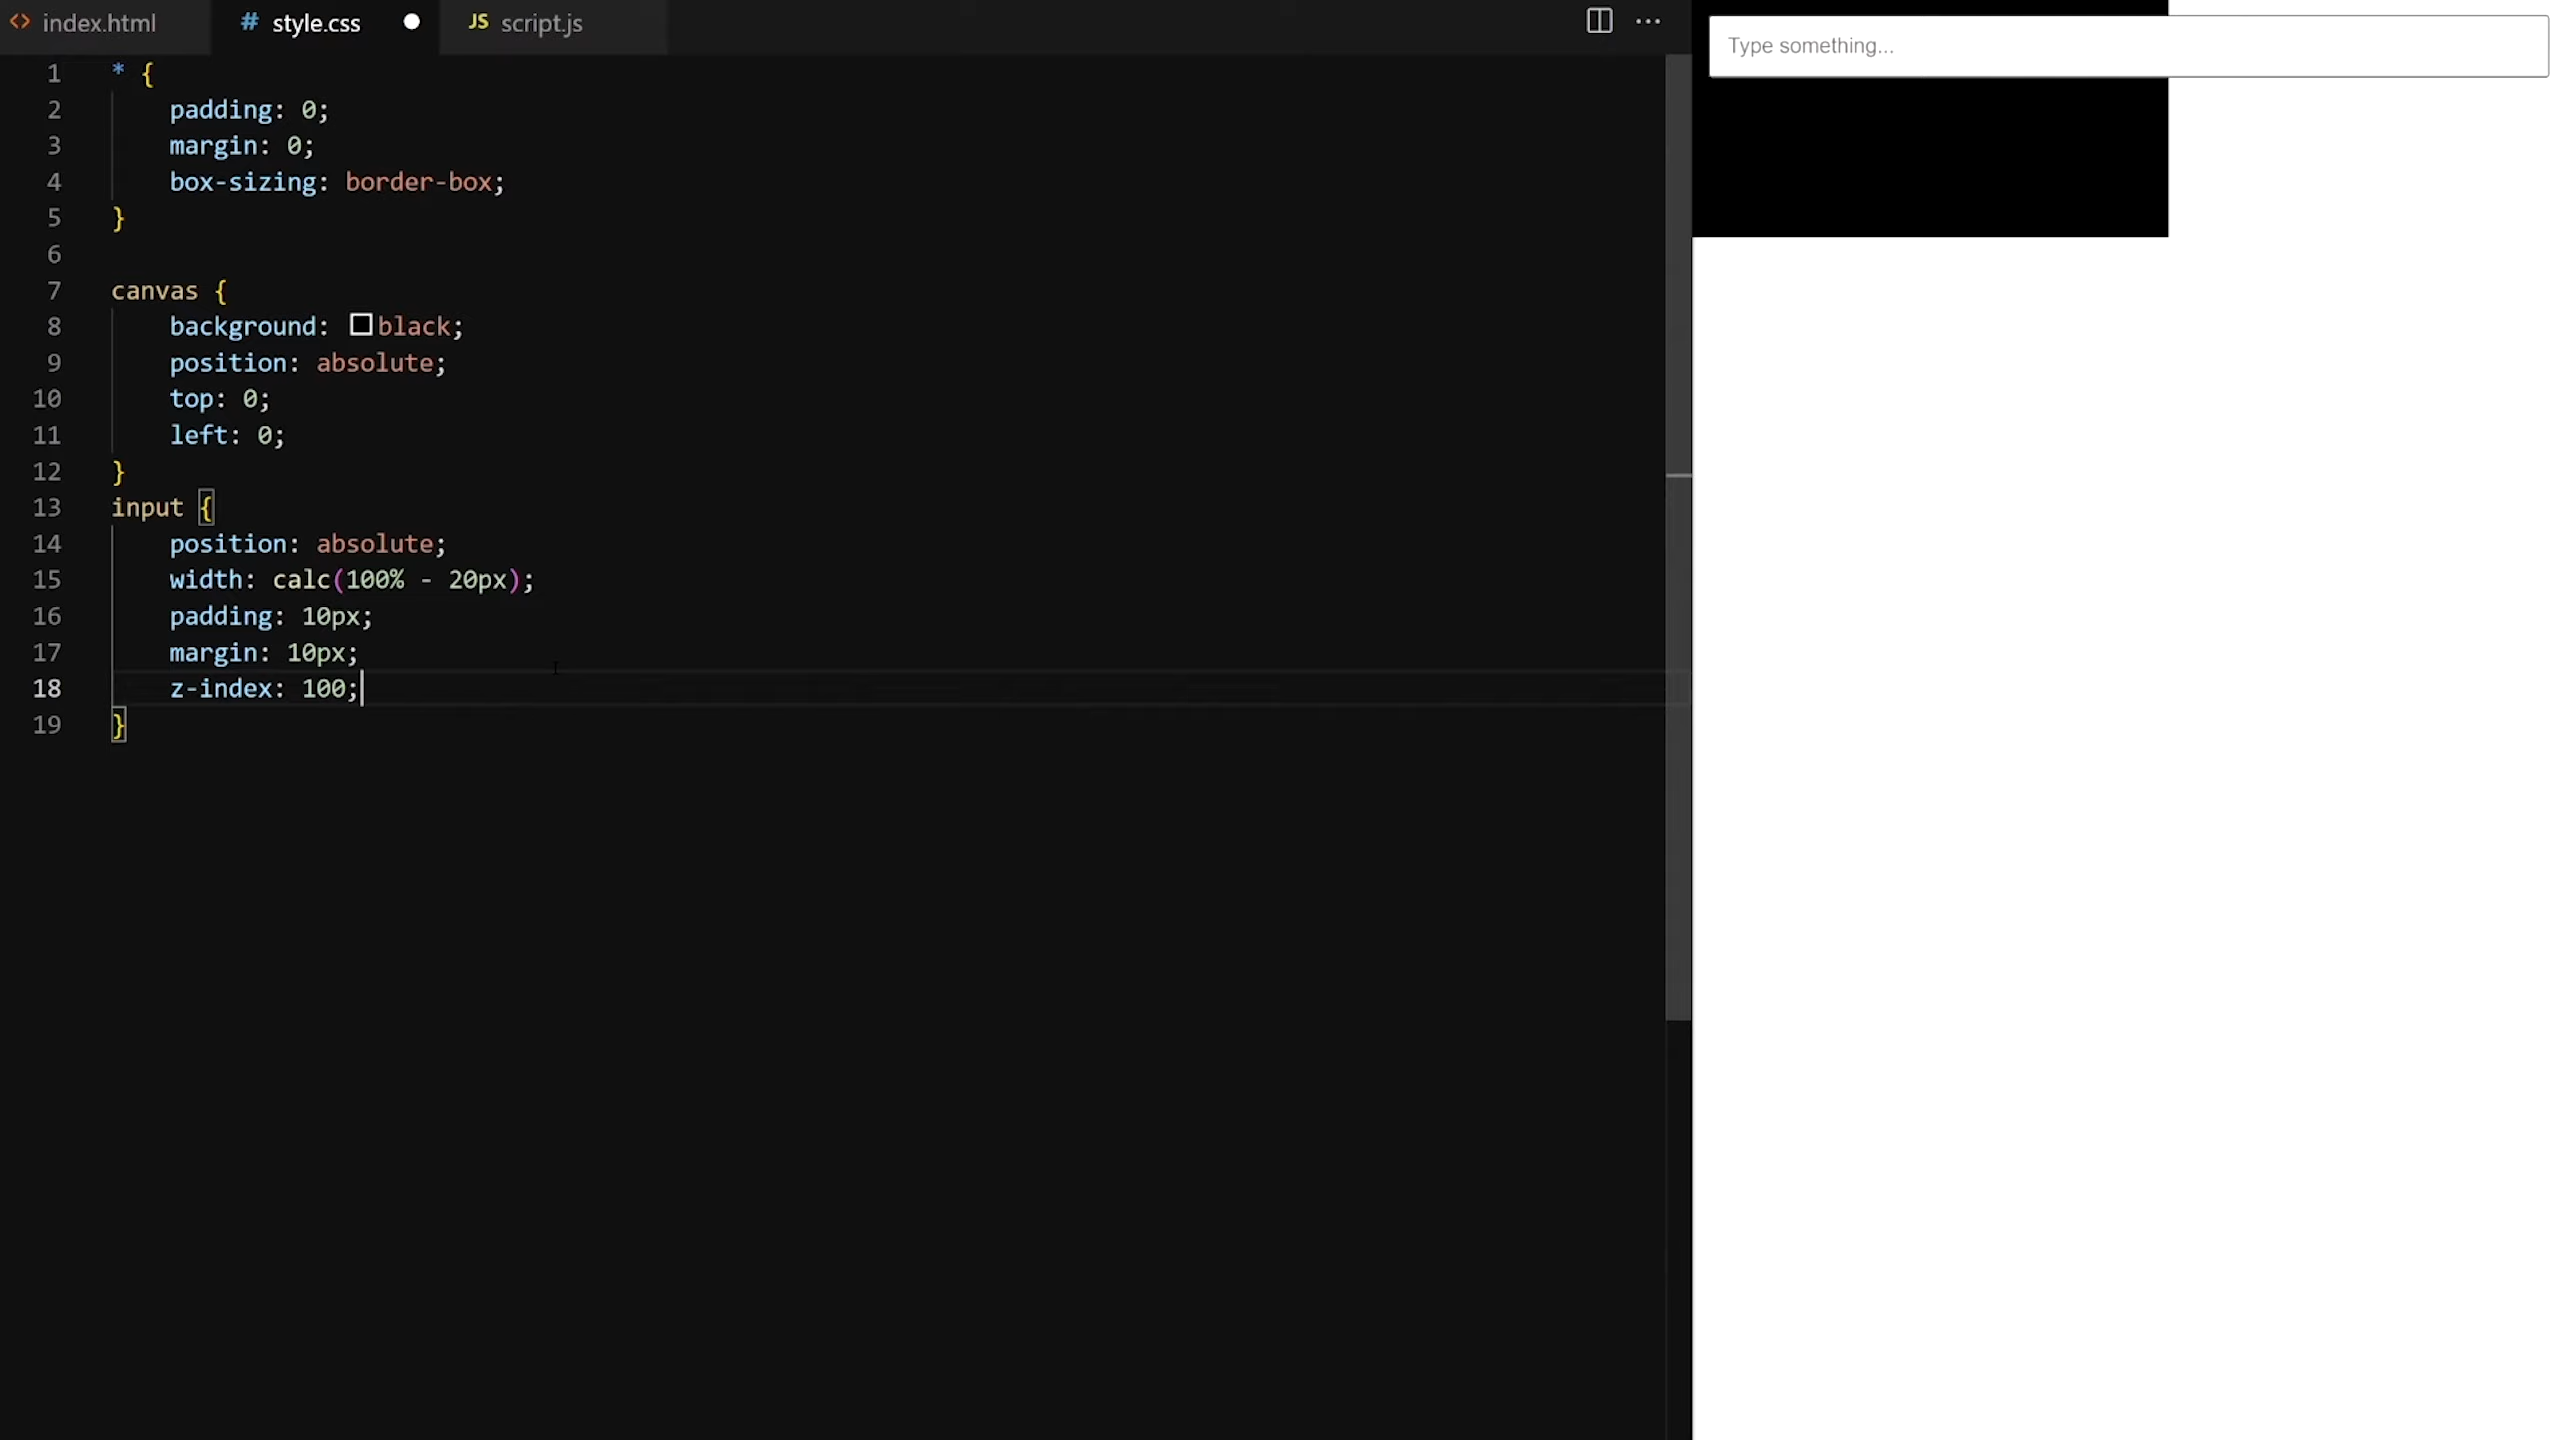 index.html # style.css JS script.js
1 * {
2 padding: 0;
3 margin: 0;
4 box-sizing: border-box;
5 }
6
7 canvas {
8 background: black;
9 position: absolute;
10 top: 0;
11 left: 0;
12 }
13 input {
14 position: absolute;
15 width: calc(100% - 20px);
16 padding: 10px;
17 margin: 10px;
18 z-index: 100;
19 }
Type something...